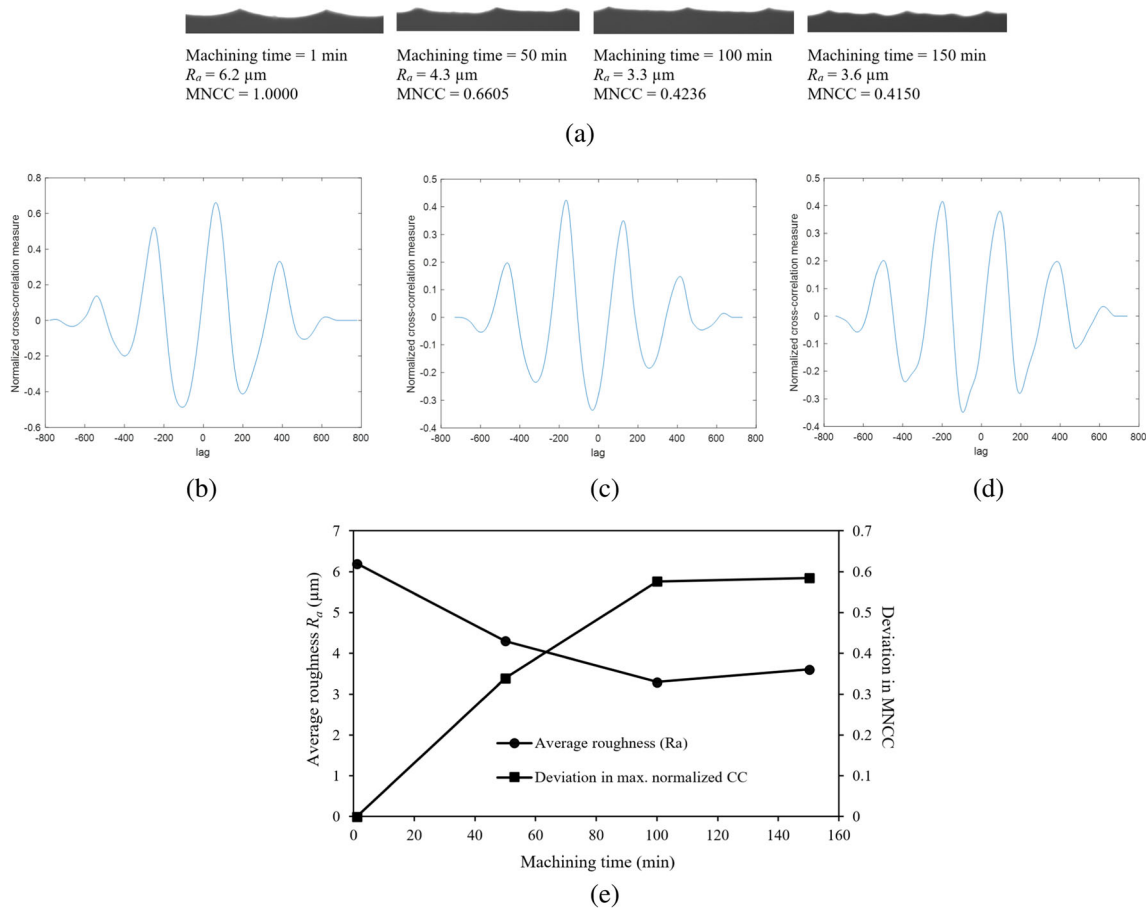 Machining time = 1 min
Rₐ = 6.2 µm
MNCC = 1.0000
Machining time = 50 min
Rₐ = 4.3 µm
MNCC = 0.6605
Machining time = 100 min
Rₐ = 3.3 µm
MNCC = 0.4236
Machining time = 150 min
Rₐ = 3.6 µm
MNCC = 0.4150
(a)
Normalized cross-correlation measure
0.8
0.6
0.4
0.2
0
-0.2
-0.4
-0.6
-800 -600 -400 -200 0 200 400 600 800
lag
(b)
Normalized cross-correlation measure
0.5
0.4
0.3
0.2
0.1
0
-0.1
-0.2
-0.3
-0.4
-800 -600 -400 -200 0 200 400 600 800
lag
(c)
Normalized cross-correlation measure
0.5
0.4
0.3
0.2
0.1
0
-0.1
-0.2
-0.3
-0.4
-800 -600 -400 -200 0 200 400 600 800
lag
(d)
Average roughness Rₐ (µm)
7
6
5
4
3
2
1
0
Average roughness (Ra)
Deviation in max. normalized CC
0.7
0.6
0.5
0.4
0.3
0.2
0.1
0
Deviation in MNCC
0 20 40 60 80 100 120 140 160
Machining time (min)
(e)